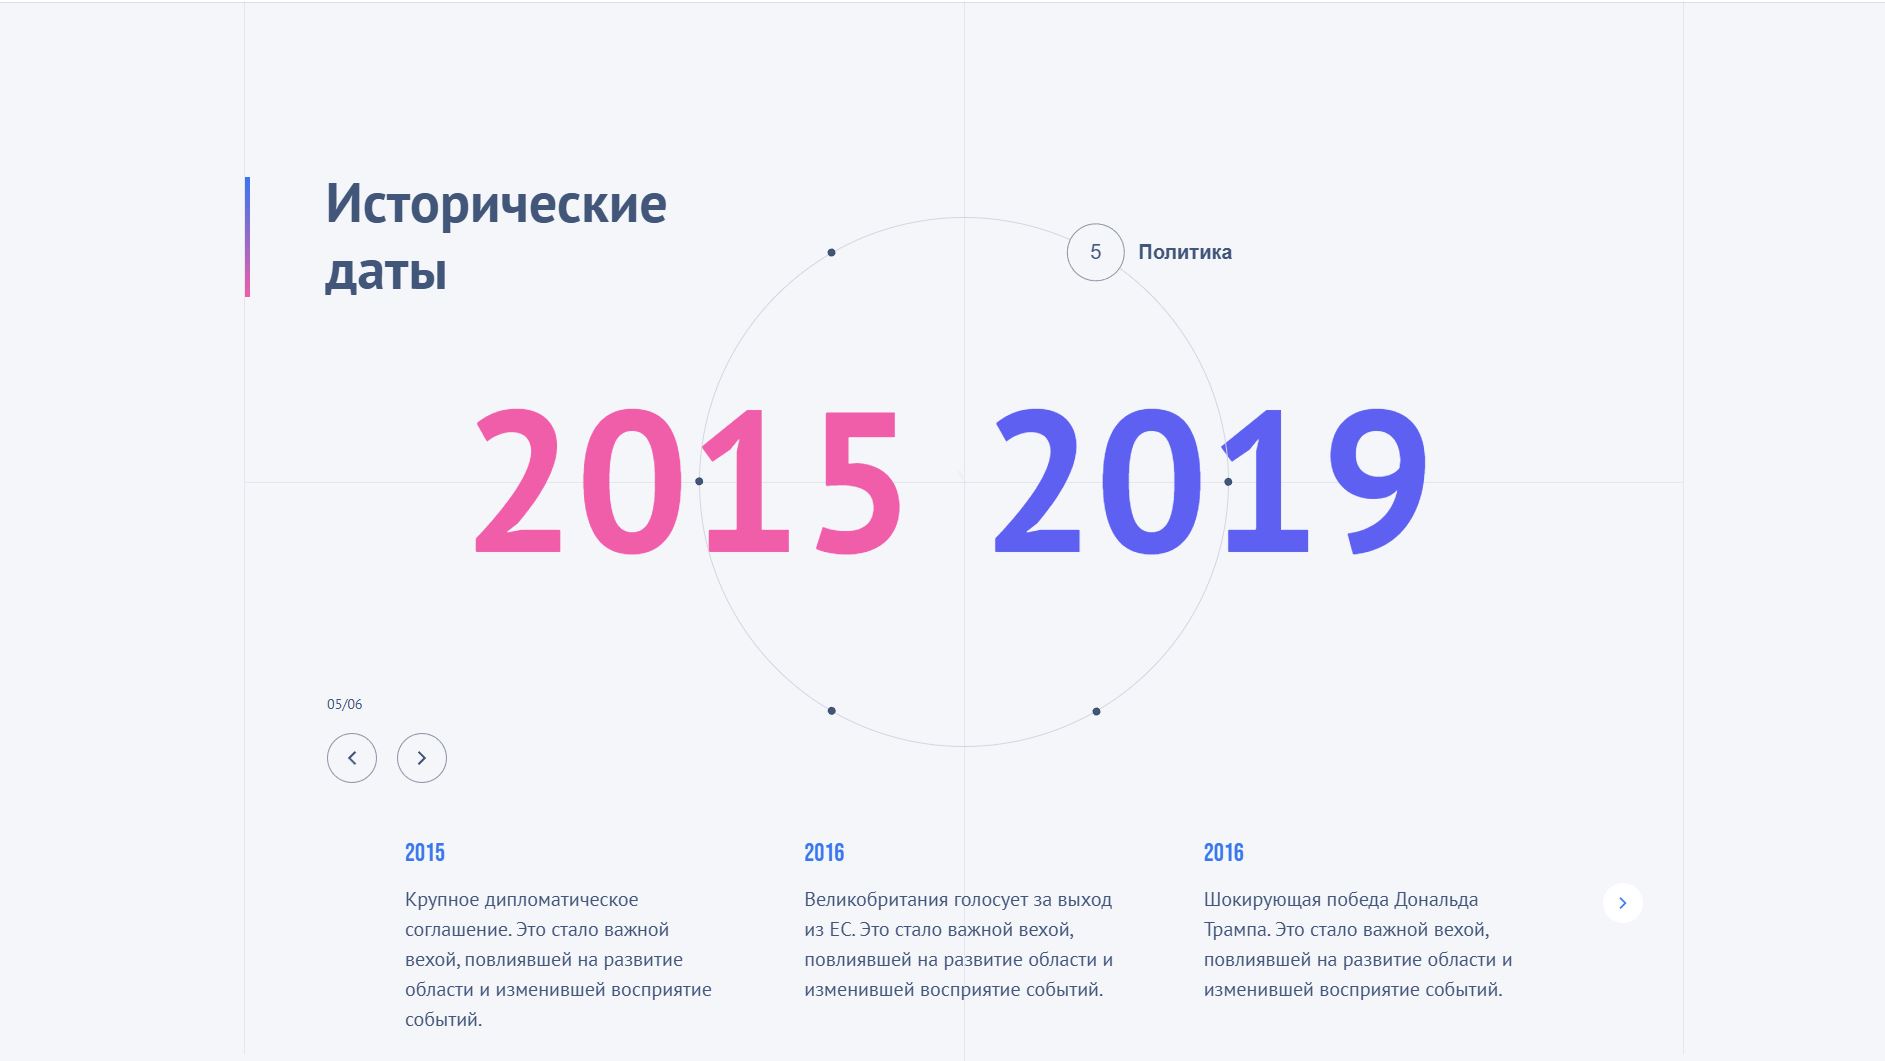 Исторические
даты
5 Политика
2015 2019
05/06
2015
Крупное дипломатическое
соглашение. Это стало важной
вехой, повлиявшей на развитие
области и изменившей восприятие
событий.
2016
Великобритания голосует за выход
из ЕС. Это стало важной вехой,
повлиявшей на развитие области и
изменившей восприятие событий.
2016
Шокирующая победа Дональда
Трампа. Это стало важной вехой,
повлиявшей на развитие области и
изменившей восприятие событий.